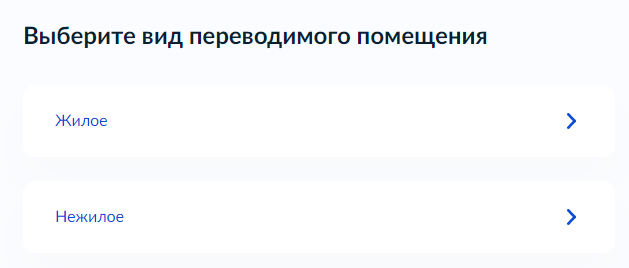 Выберите вид переводимого помещения
Жилое
Нежилое